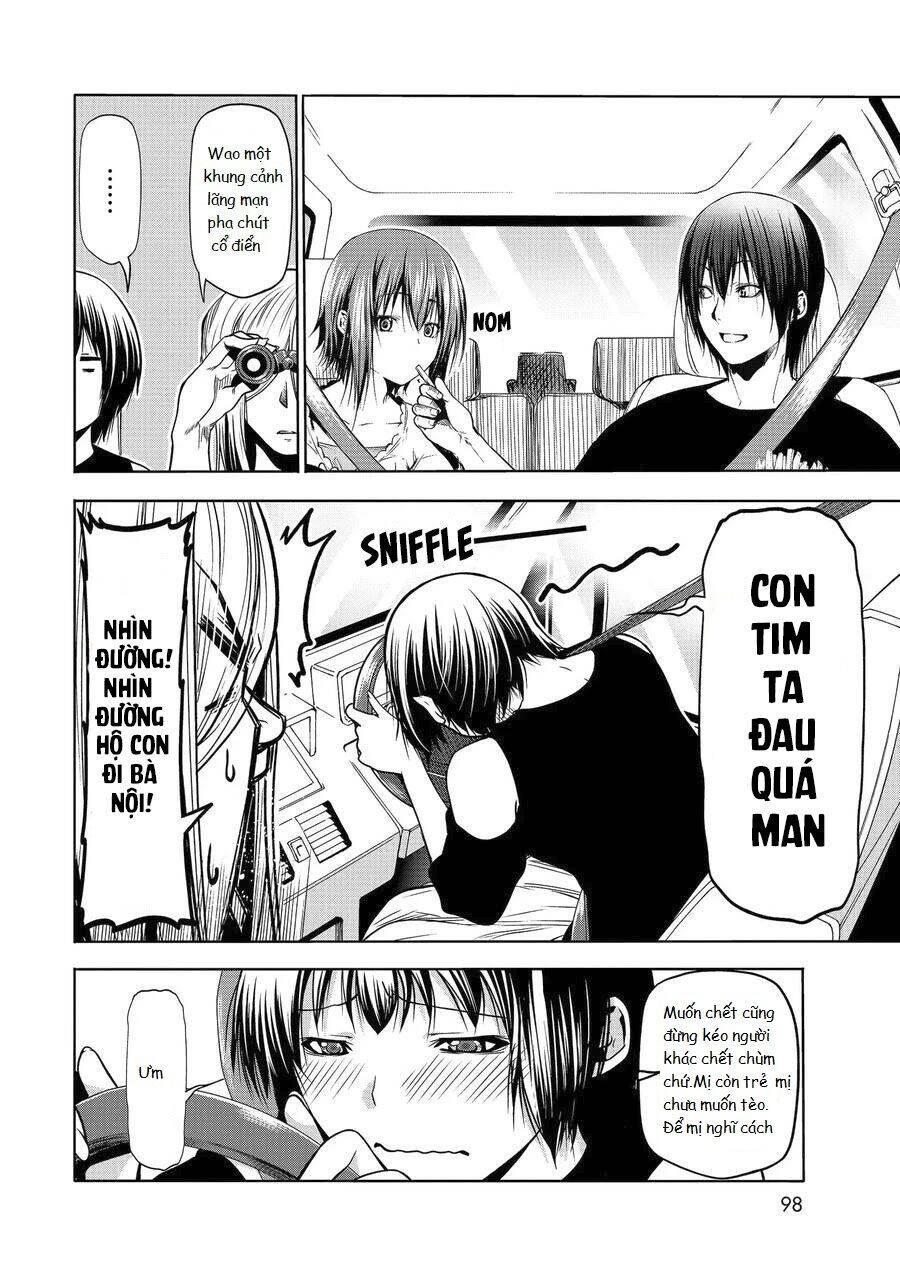 Wao một
khung cảnh
lãng mạn
pha chút
cổ điển
......
NOM
SNIFFLE
CON
TIM
TA
ĐAU
QUÁ
MAN
NHÌN
ĐƯỜNG!
NHÌN
ĐƯỜNG
HỘ CON
ĐI BÀ
NỘI!
Muốn chết cũng
đừng kéo người
khác chết chùm
chứ.Mị còn trẻ mị
chưa muốn tèo.
Để mị nghĩ cách
Ưm
98